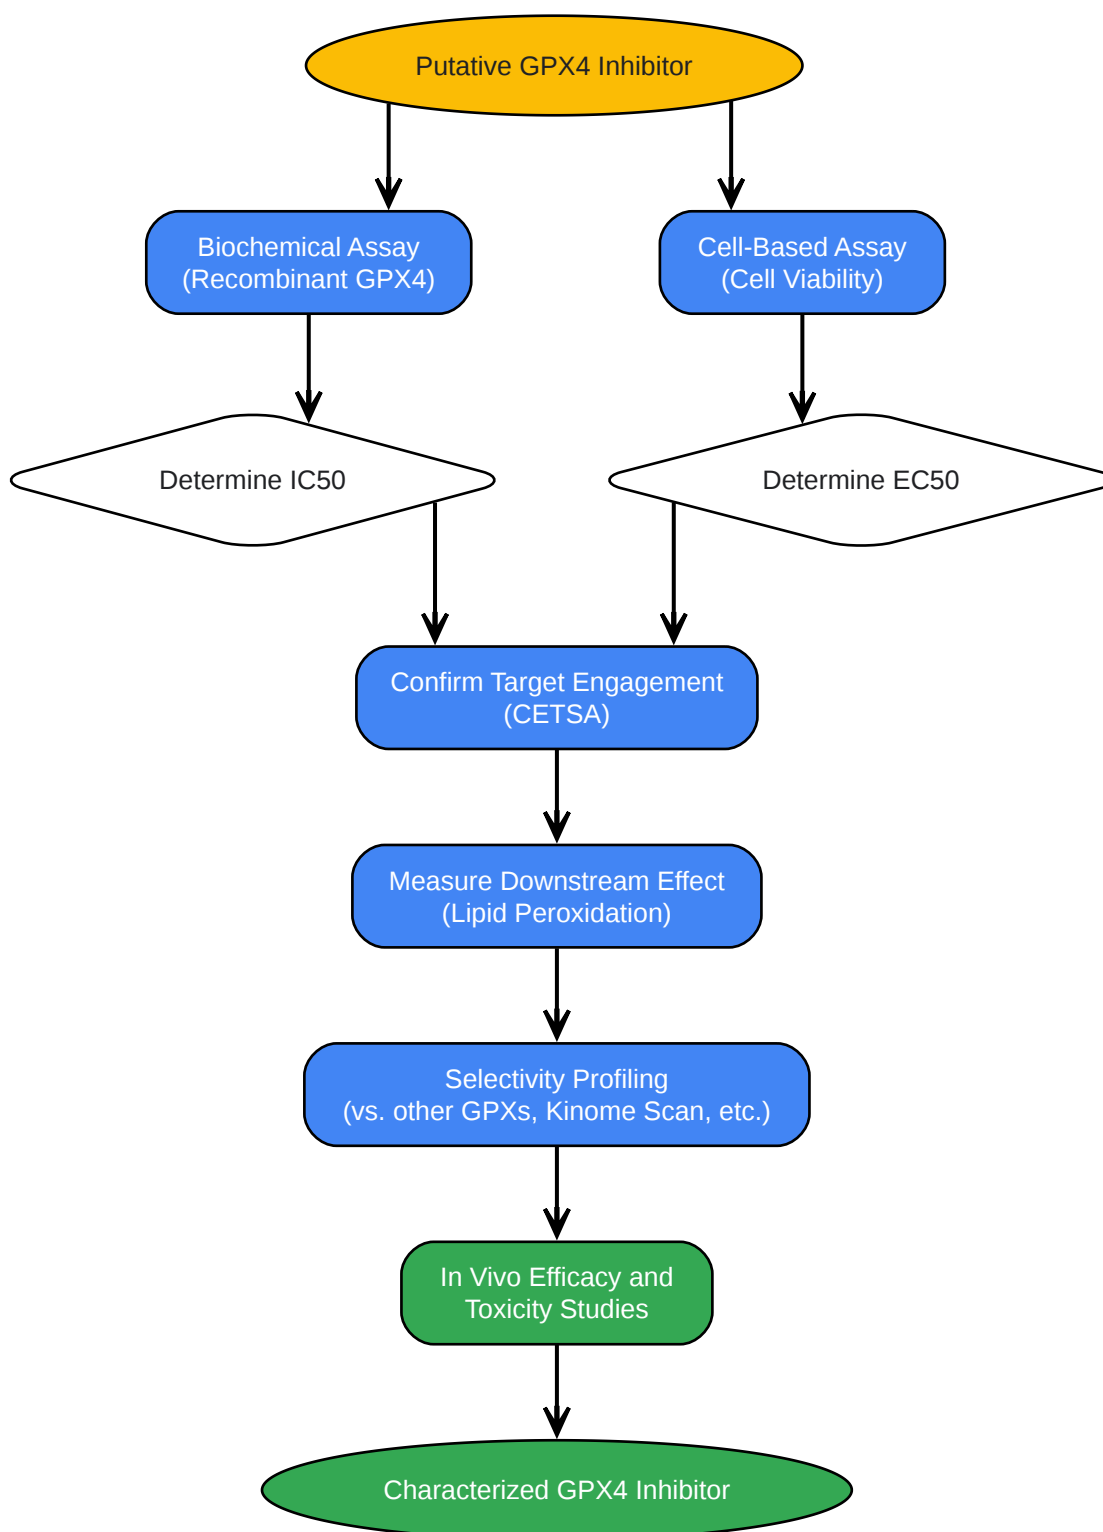 Putative GPX4 Inhibitor
Biochemical Assay
(Recombinant GPX4)
Cell-Based Assay
(Cell Viability)
Determine IC50
Determine EC50
Confirm Target Engagement
(CETSA)
Measure Downstream Effect
(Lipid Peroxidation)
Selectivity Profiling
(vs. other GPXs, Kinome Scan, etc.)
In Vivo Efficacy and
Toxicity Studies
Characterized GPX4 Inhibitor